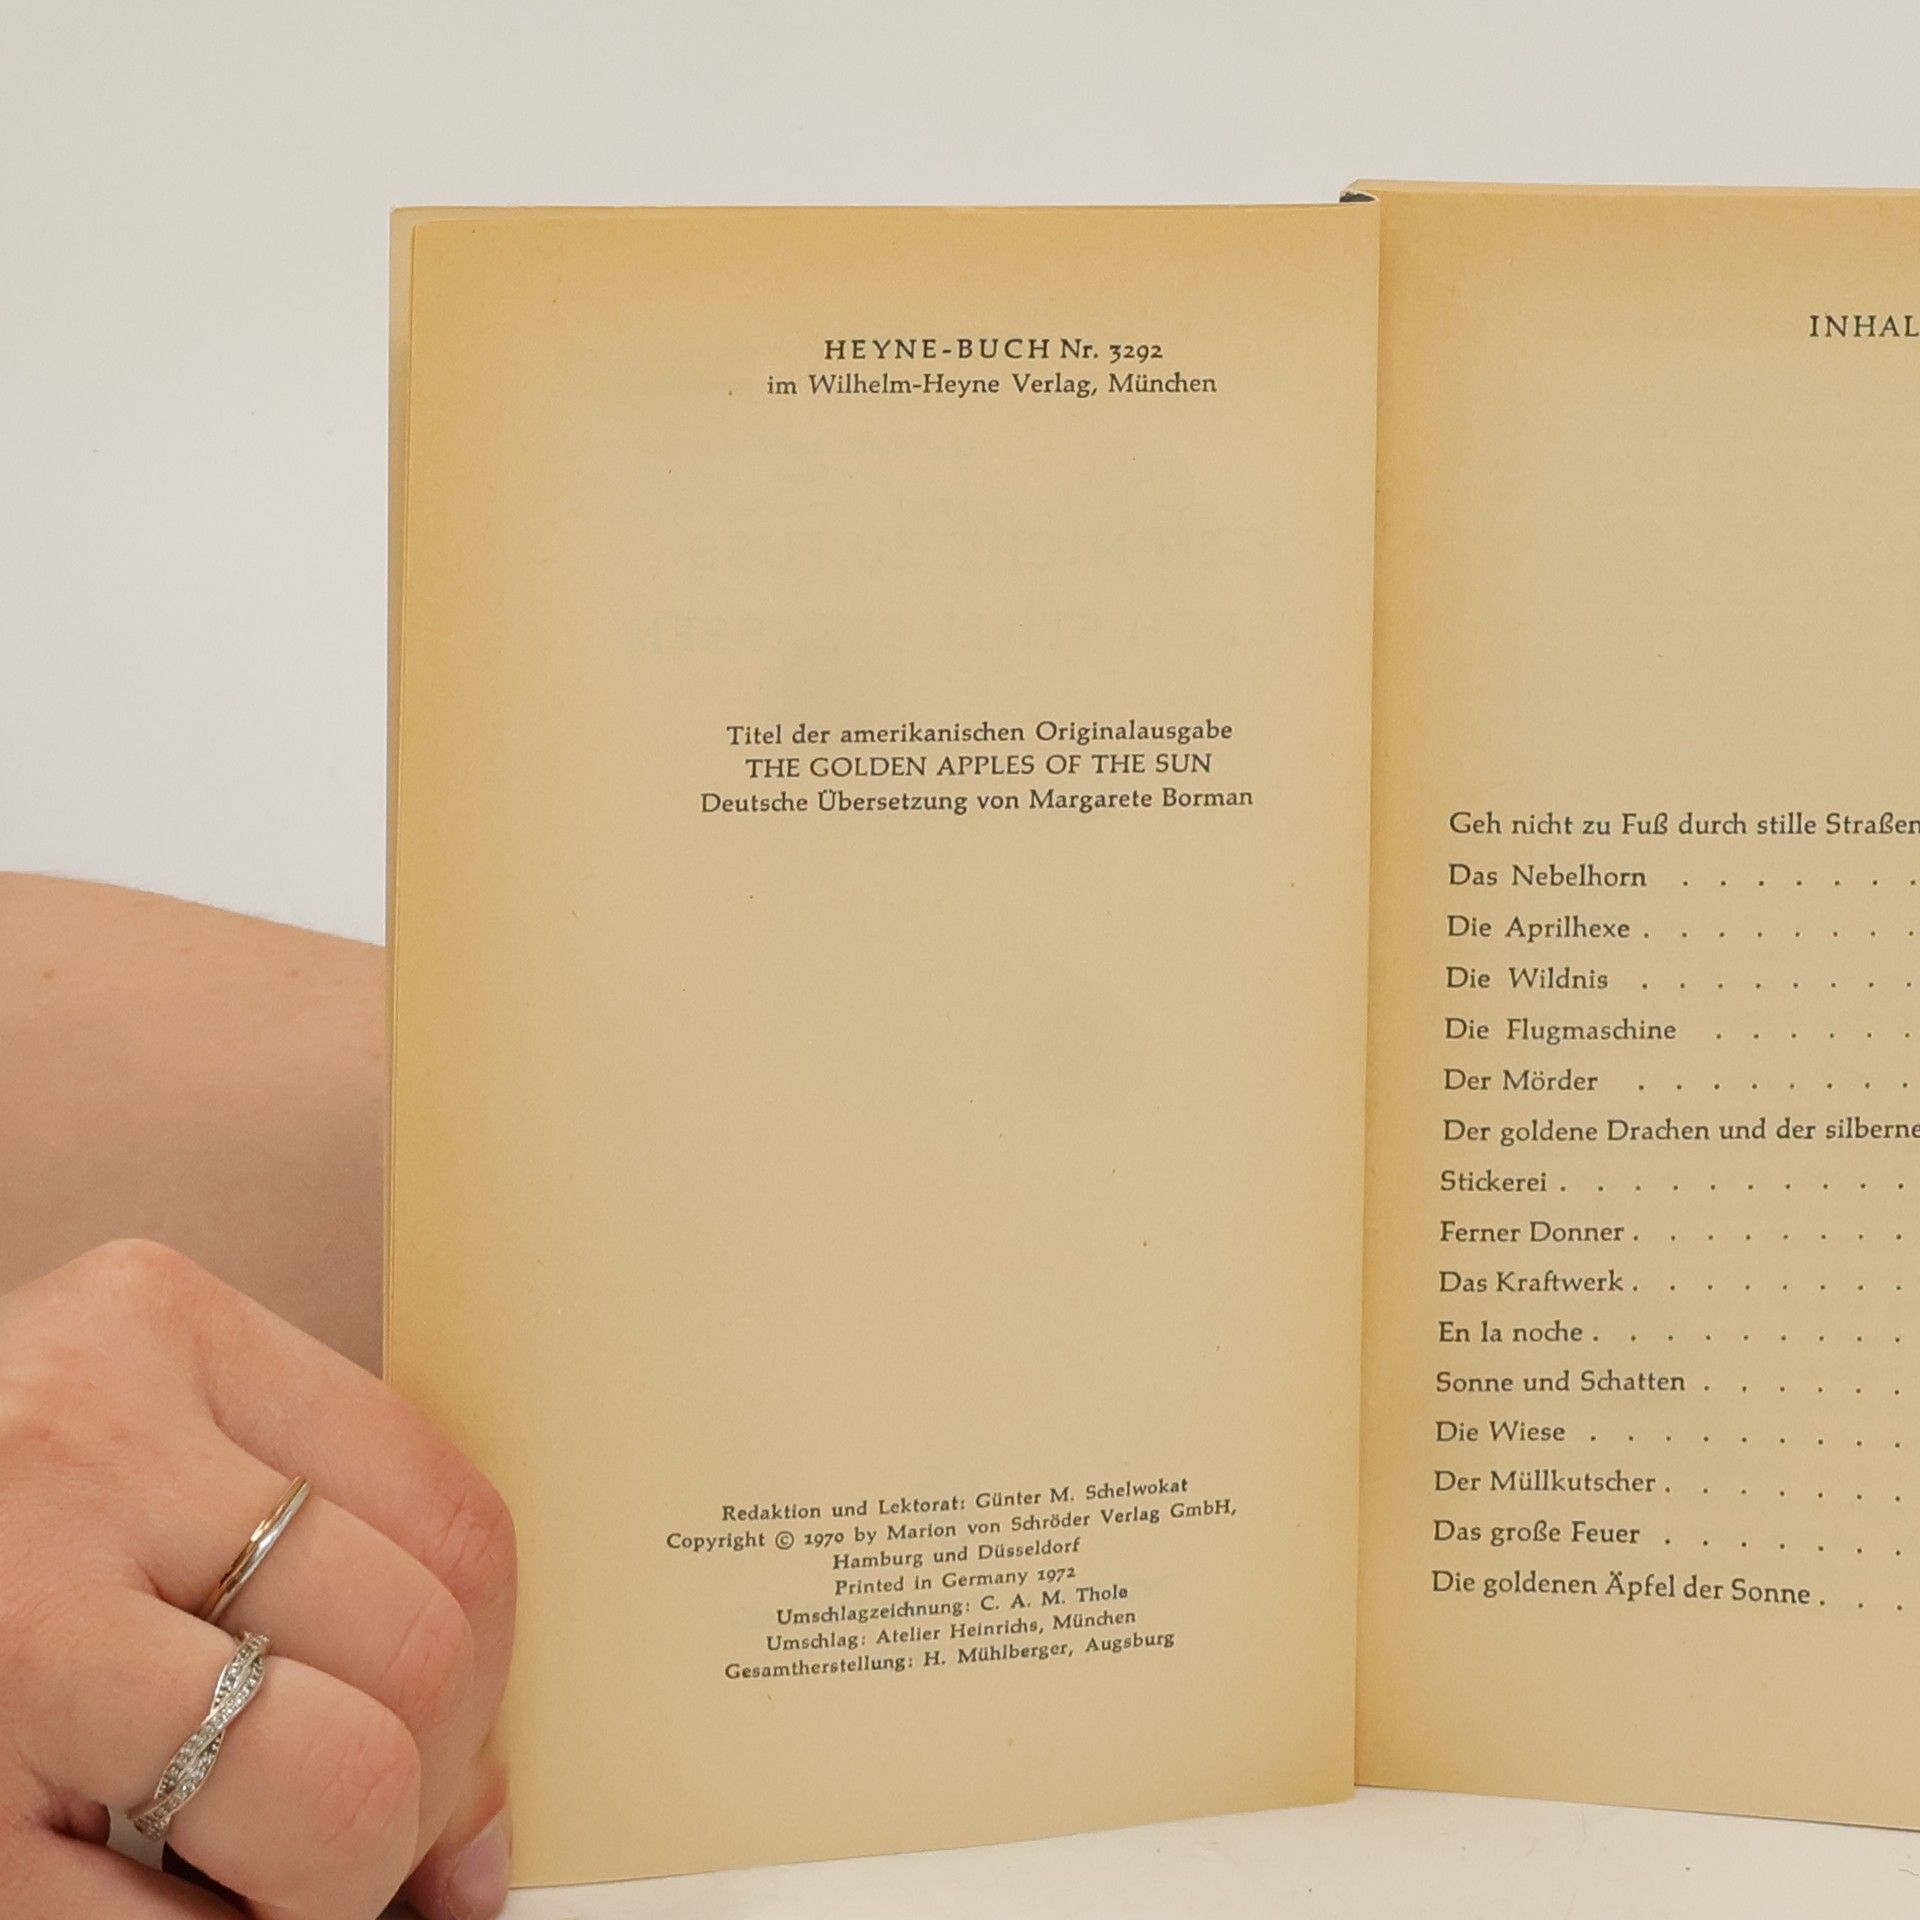 HEYNE-BUCH Nr. 3292
im Wilhelm-Heyne Verlag, München
Titel der amerikanischen Originalausgabe
THE GOLDEN APPLES OF THE SUN
Deutsche Übersetzung von Margarete Borman
Redaktion und Lektorat: Günter M. Schelwokat
Copyright © 1970 by Marion von Schröder Verlag GmbH,
Hamburg und Düsseldorf
Printed in Germany 1972
Umschlagzeichnung: C. A. M. Thole
Umschlag: Atelier Heinrichs, München
Gesamtherstellung: H. Mühlberger, Augsburg
INHAL
Geh nicht zu Fuß durch stille Straßen
Das Nebelhorn . . . . . . .
Die Aprilhexe . . . . . . . .
Die Wildnis . . . . . . . .
Die Flugmaschine . . . . . .
Der Mörder . . . . . . . .
Der goldene Drachen und der silberne
Stickerei . . . . . . . . . .
Ferner Donner . . . . . . . .
Das Kraftwerk . . . . . . . .
En la noche . . . . . . . . .
Sonne und Schatten . . . . . .
Die Wiese . . . . . . . . .
Der Müllkutscher . . . . . . .
Das große Feuer . . . . . . .
Die goldenen Äpfel der Sonne . . .